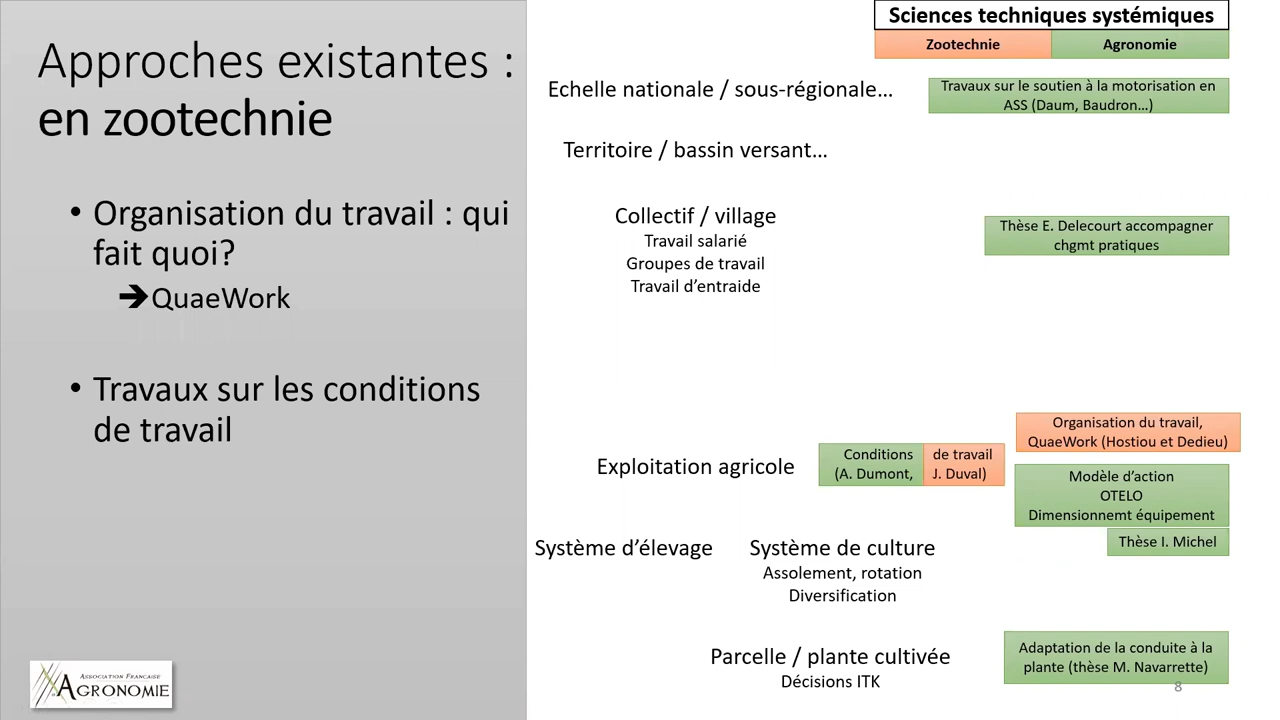 Approches existantes :
en zootechnie
• Organisation du travail : qui
fait quoi?
➔QuaeWork
• Travaux sur les conditions
de travail
ASSOCIATION FRANÇAISE
AGRONOMIE
Sciences techniques systémiques
Zootechnie
Agronomie
Echelle nationale / sous-régionale…
Travaux sur le soutien à la motorisation en
ASS (Daum, Baudron…)
Territoire / bassin versant…
Collectif / village
Travail salarié
Groupes de travail
Travail d’entraide
Thèse E. Delecourt accompagner
chgmt pratiques
Organisation du travail,
QuaeWork (Hostiou et Dedieu)
Exploitation agricole
Conditions de travail
(A. Dumont, J. Duval)
Modèle d’action
OTELO
Dimensionnemt équipement
Thèse I. Michel
Système d’élevage
Système de culture
Assolement, rotation
Diversification
Parcelle / plante cultivée
Décisions ITK
Adaptation de la conduite à la
plante (thèse M. Navarrette)
8